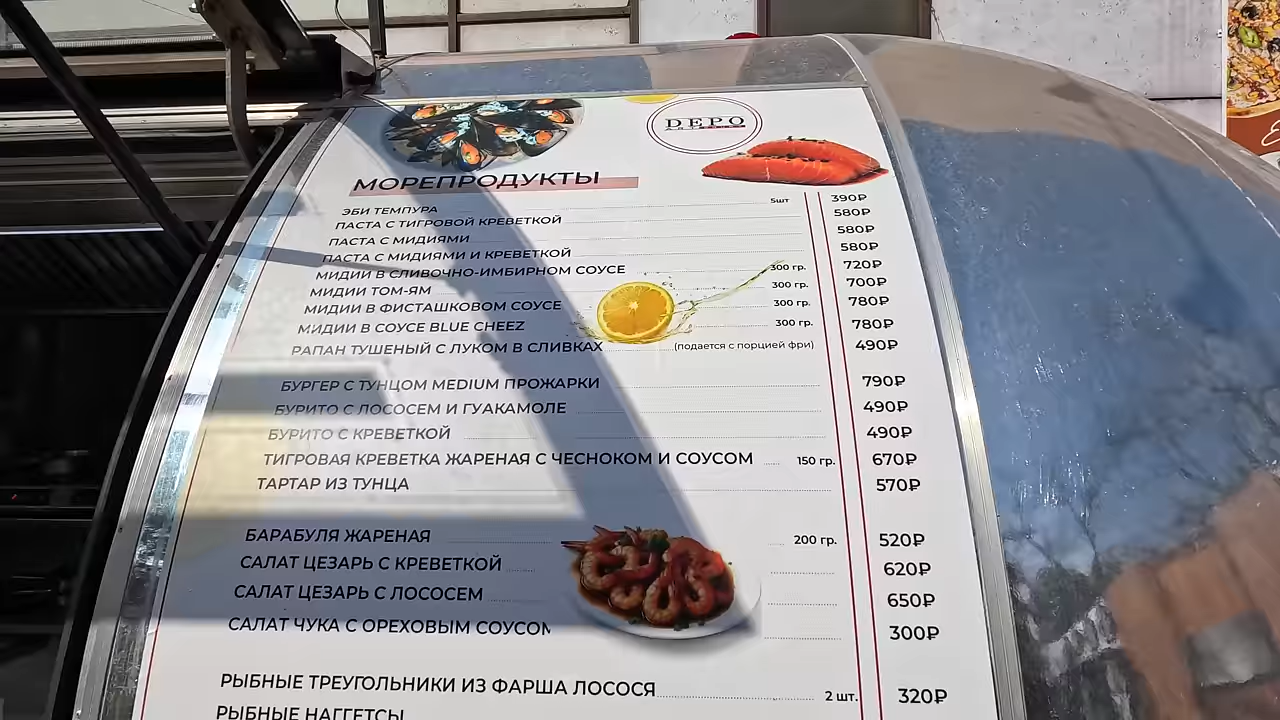 DEPO
МОРЕПРОДУКТЫ
ЭБИ ТЕМПУРА 5шт 390₽
ПАСТА С ТИГРОВОЙ КРЕВЕТКОЙ 580₽
ПАСТА С МИДИЯМИ 580₽
ПАСТА С МИДИЯМИ И КРЕВЕТКОЙ 580₽
МИДИИ В СЛИВОЧНО-ИМБИРНОМ СОУСЕ 300 гр. 720₽
МИДИИ ТОМ-ЯМ 300 гр. 700₽
МИДИИ В ФИСТАШКОВОМ СОУСЕ 300 гр. 780₽
МИДИИ В СОУСЕ BLUE CHEEZ 300 гр. 780₽
РАПАН ТУШЕНЫЙ С ЛУКОМ В СЛИВКАХ (подается с порцией фри) 490₽
БУРГЕР С ТУНЦОМ MEDIUM ПРОЖАРКИ 790₽
БУРИТО С ЛОСОСЕМ И ГУАКАМОЛЕ 490₽
БУРИТО С КРЕВЕТКОЙ 490₽
ТИГРОВАЯ КРЕВЕТКА ЖАРЕНАЯ С ЧЕСНОКОМ И СОУСОМ 150 гр. 670₽
ТАРТАР ИЗ ТУНЦА 570₽
БАРАБУЛЯ ЖАРЕНАЯ 200 гр. 520₽
САЛАТ ЦЕЗАРЬ С КРЕВЕТКОЙ 620₽
САЛАТ ЦЕЗАРЬ С ЛОСОСЕМ 650₽
САЛАТ ЧУКА С ОРЕХОВЫМ СОУСОМ 300₽
РЫБНЫЕ ТРЕУГОЛЬНИКИ ИЗ ФАРША ЛОСОСЯ 2 шт. 320₽
РЫБНЫЕ НАГГЕТСЫ